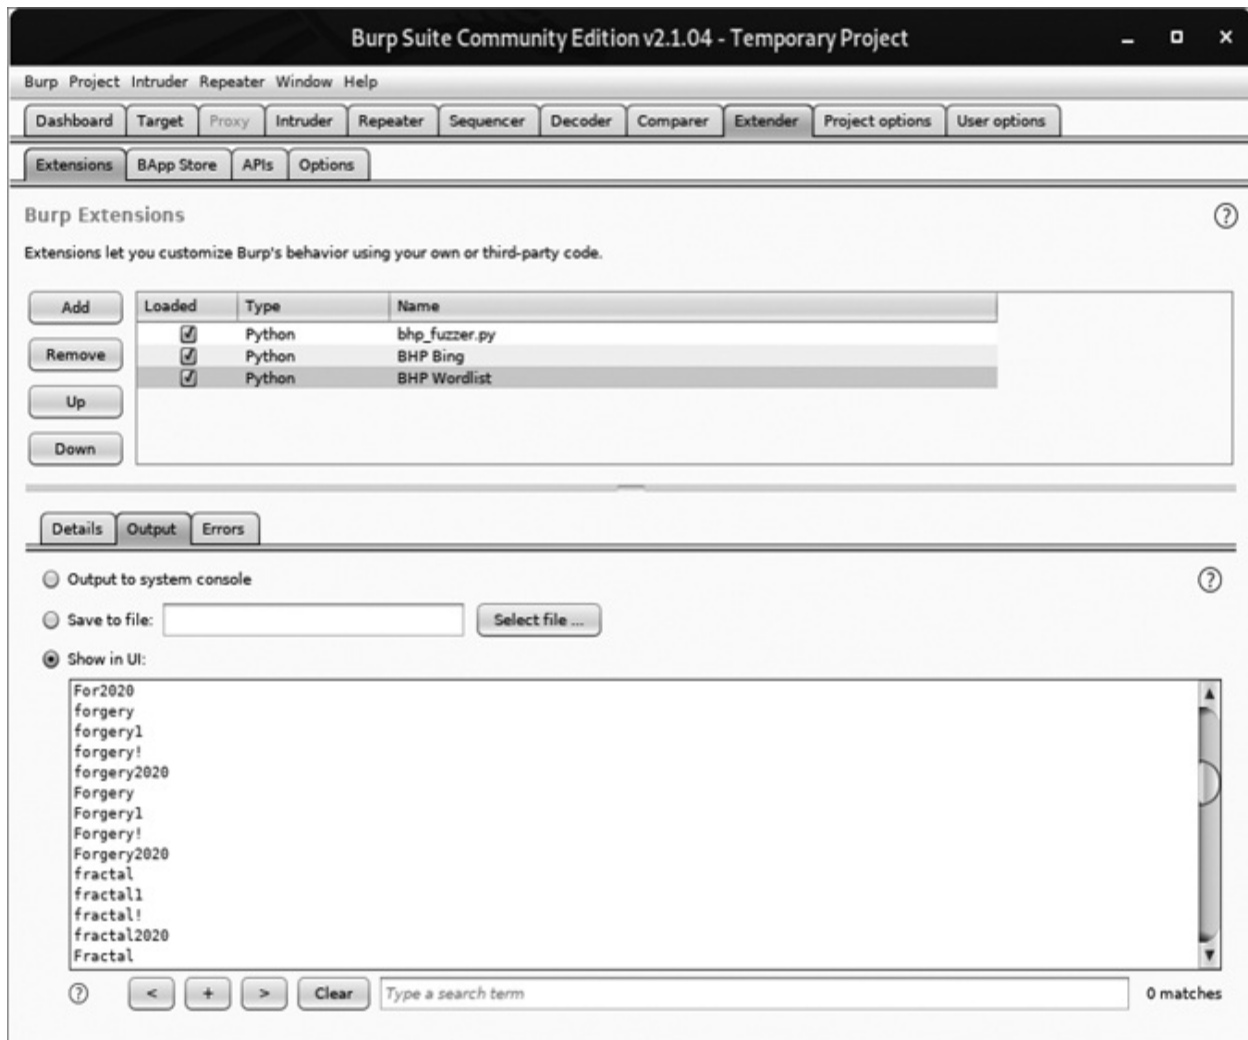 Burp Suite Community Edition v2.1.04 - Temporary Project
Burp Project Intruder Repeater Window Help
Dashboard Target Proxy Intruder Repeater Sequencer Decoder Comparer Extender Project options User options
Extensions BApp Store APIs Options
Burp Extensions
Extensions let you customize Burp's behavior using your own or third-party code.
Add
Remove
Up
Down
Loaded Type Name
Python bhp_fuzzer.py
Python BHP Bing
Python BHP Wordlist
Details Output Errors
Output to system console
Save to file: Select file ...
Show in UI:
For2020
forgery
forgery1
forgery!
forgery2020
Forgery
Forgery1
Forgery!
Forgery2020
fractal
fractal1
fractal!
fractal2020
Fractal
? < + > Clear Type a search term 0 matches